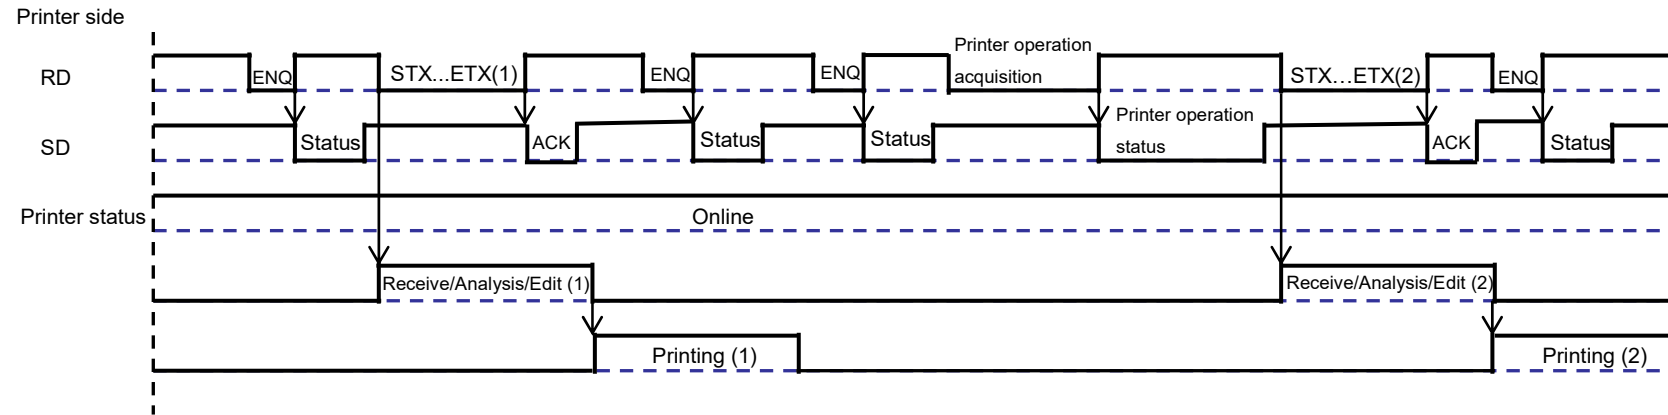 Printer side
RD
ENQ
STX...ETX(1)
ENQ
ENQ
Printer operation
acquisition
STX...ETX(2)
ENQ
SD
Status
ACK
Status
Status
Printer operation
status
ACK
Status
Printer status
Online
Receive/Analysis/Edit (1)
Receive/Analysis/Edit (2)
Printing (1)
Printing (2)